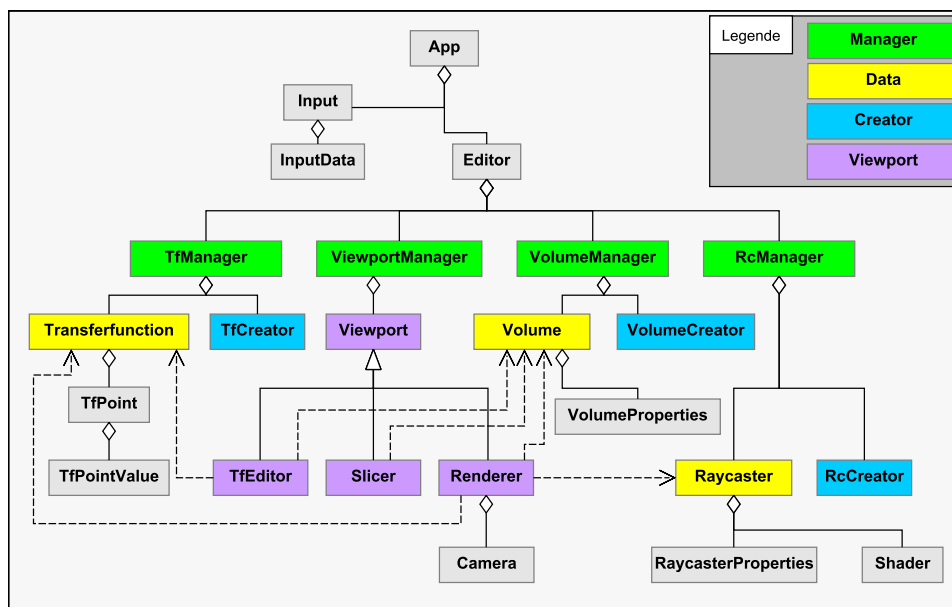 App
Legende
Manager
Data
Creator
Viewport
Input
InputData
Editor
TfManager
ViewportManager
VolumeManager
RcManager
Transferfunction
TfCreator
Viewport
Volume
VolumeCreator
TfPoint
VolumeProperties
TfPointValue
TfEditor
Slicer
Renderer
Raycaster
RcCreator
Camera
RaycasterProperties
Shader